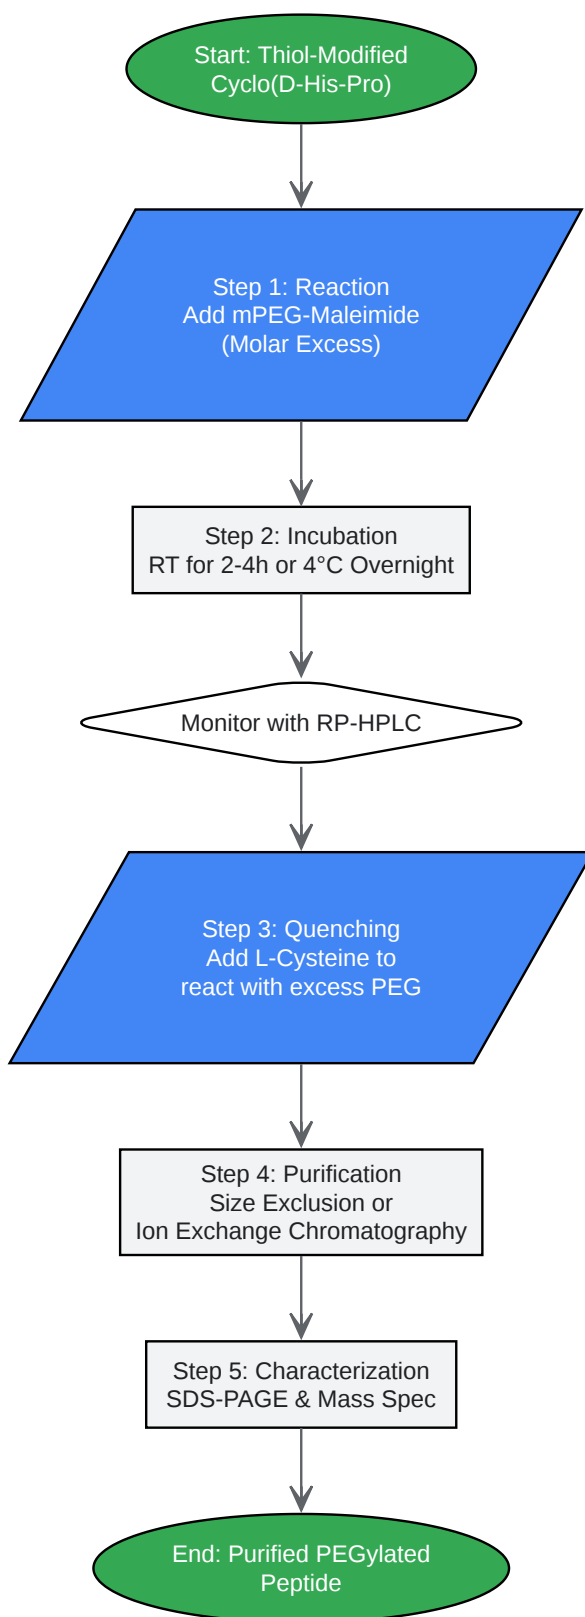 Start: Thiol-Modified
Cyclo(D-His-Pro)
Step 1: Reaction
Add mPEG-Maleimide
(Molar Excess)
Step 2: Incubation
RT for 2-4h or 4°C Overnight
Monitor with RP-HPLC
Step 3: Quenching
Add L-Cysteine to
react with excess PEG
Step 4: Purification
Size Exclusion or
Ion Exchange Chromatography
Step 5: Characterization
SDS-PAGE & Mass Spec
End: Purified PEGylated
Peptide